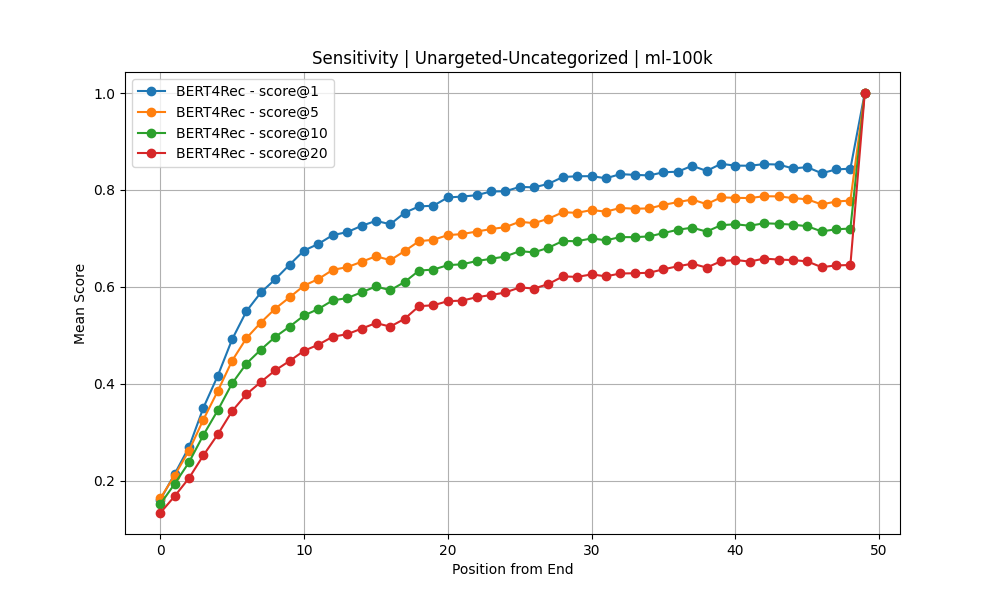 Sensitivity | Unargeted-Uncategorized | ml-100k
BERT4Rec - score@1
BERT4Rec - score@5
BERT4Rec - score@10
BERT4Rec - score@20
Mean Score
1.0
0.8
0.6
0.4
0.2
0 10 20 30 40 50
Position from End